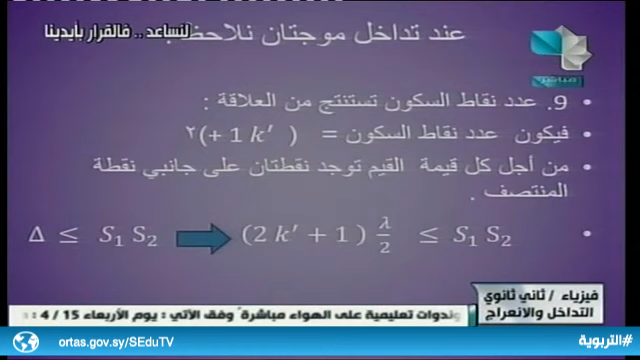 لنساعد .. فالقرار بأيدينا
عند تداخل موجتان نلاحظ
مباشر
9. عدد نقاط السكون تستنتج من العلاقة :
فيكون عدد نقاط السكون = ٢(+ 1 k′ )
من أجل كل قيمة القيم توجد نقطتان على جانبي نقطة
المنتصف .
Δ ≤ S₁ S₂ → (2 k′ + 1 ) λ/2 ≤ S₁ S₂
فيزياء / ثاني ثانوي
التداخل والانعراج
وندوات تعليمية على الهواء مباشرة وفق الآتي : يوم الأربعاء 15 / 4 :
ortas.gov.sy/SEduTV
#التربوية